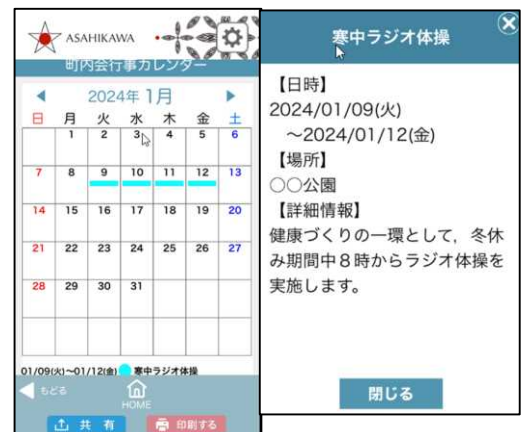 ASAHIKAWA
町内会行事カレンダー
2024年 1月
日 月 火 水 木 金 土
1 2 3 4 5 6
7 8 9 10 11 12 13
14 15 16 17 18 19 20
21 22 23 24 25 26 27
28 29 30 31
01/09(火)〜01/12(金) 寒中ラジオ体操
もどる
HOME
共 有
印刷する
寒中ラジオ体操
【日時】
2024/01/09(火)
～2024/01/12(金)
【場所】
○○公園
【詳細情報】
健康づくりの一環として，冬休
み期間中８時からラジオ体操を
実施します。
閉じる